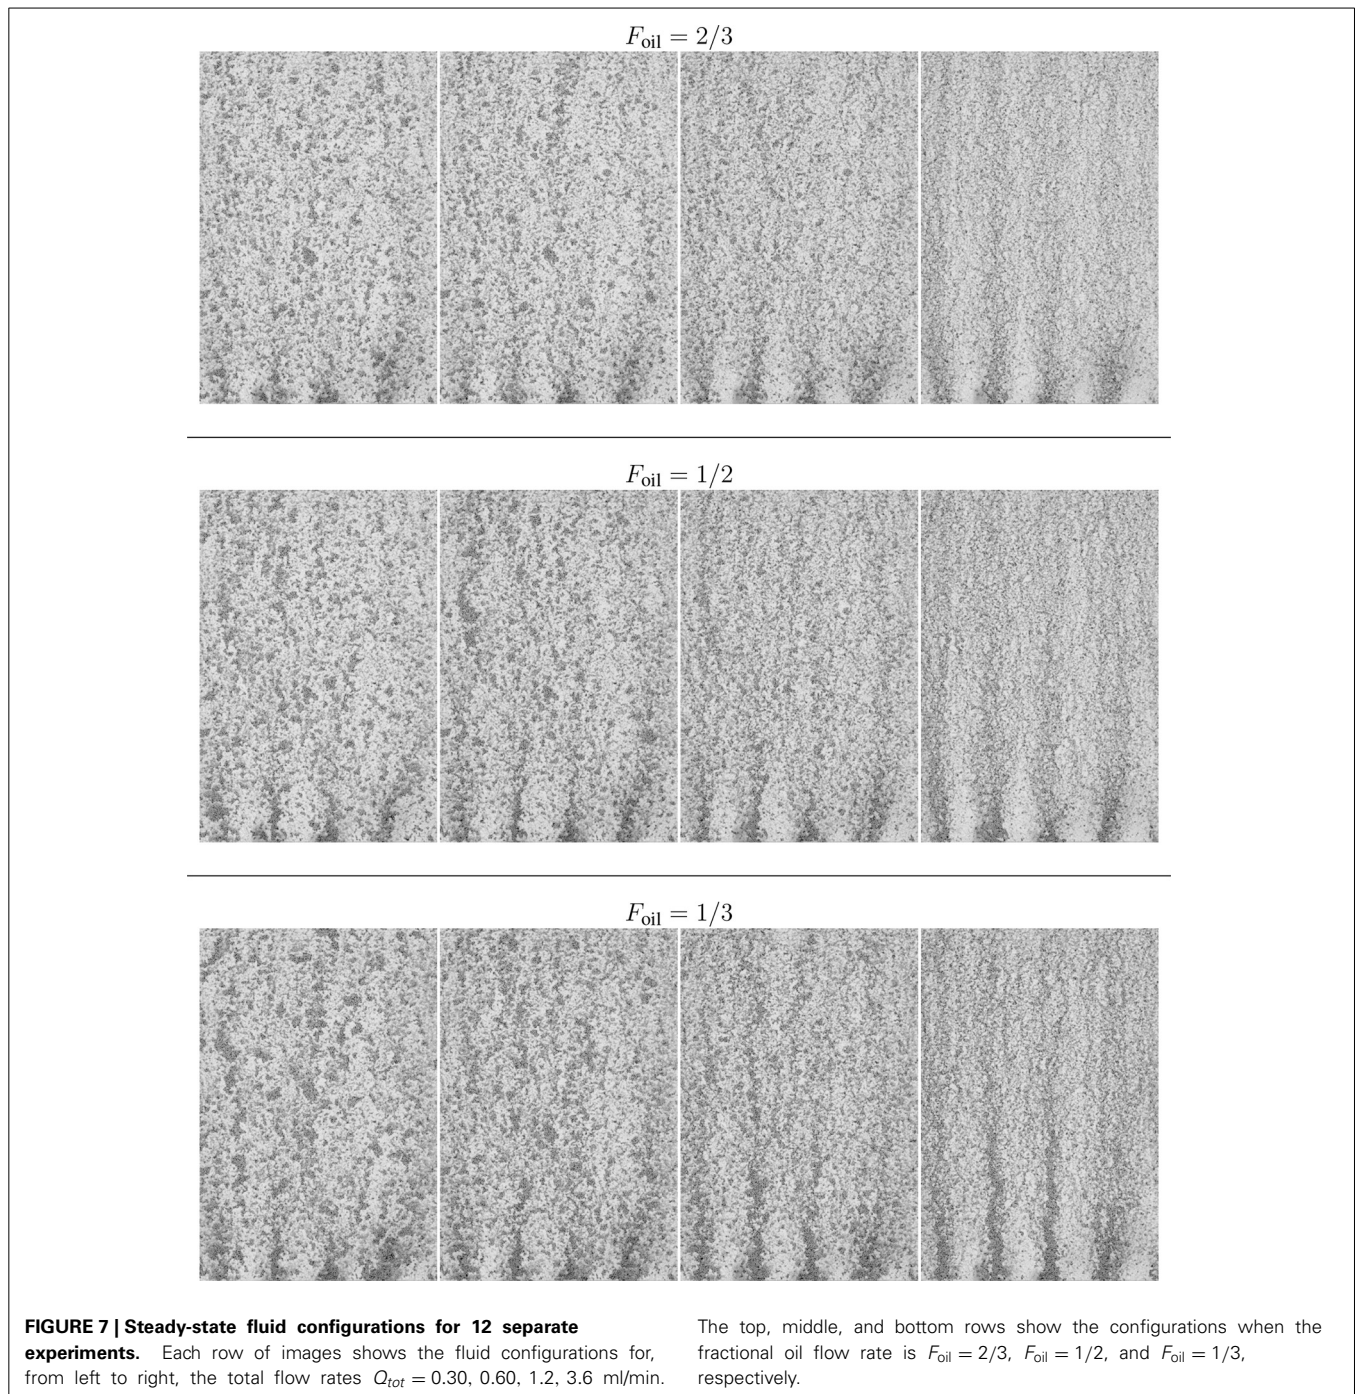 F_oil = 2/3
F_oil = 1/2
F_oil = 1/3
FIGURE 7 | Steady-state fluid configurations for 12 separate
experiments. Each row of images shows the fluid configurations for,
from left to right, the total flow rates Q_tot = 0.30, 0.60, 1.2, 3.6 ml/min.
The top, middle, and bottom rows show the configurations when the
fractional oil flow rate is F_oil = 2/3, F_oil = 1/2, and F_oil = 1/3,
respectively.